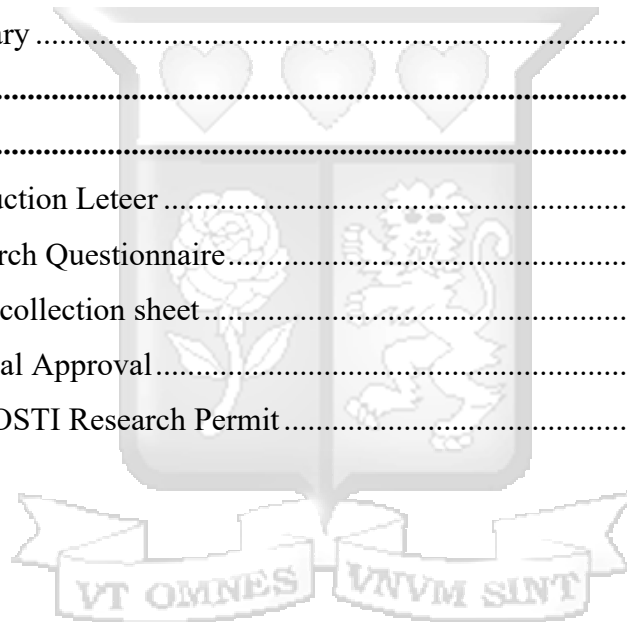 ary ...............................................................................
...............................................................................
...............................................................................
uction Leteer ...............................................................
rch Questionnaire.......................................................
collection sheet...........................................................
al Approval.................................................................
OSTI Research Permit...............................................
VT OMNES VNVM SINT